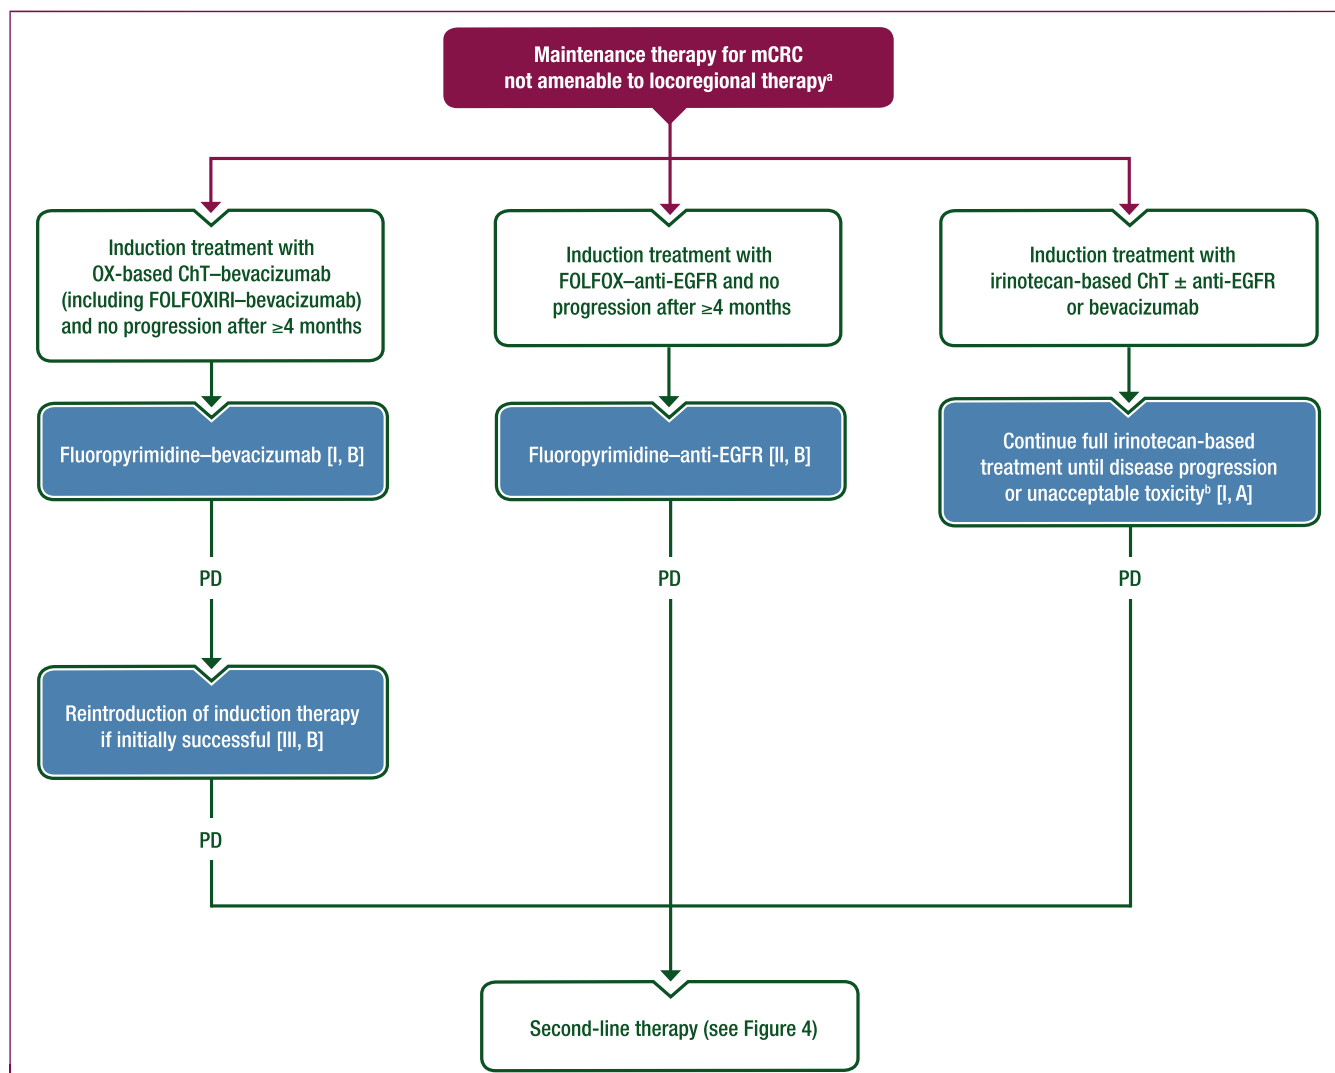 Maintenance therapy for mCRC
not amenable to locoregional therapyᵃ
Induction treatment with
OX-based ChT–bevacizumab
(including FOLFOXIRI–bevacizumab)
and no progression after ≥4 months
Induction treatment with
FOLFOX–anti-EGFR and no
progression after ≥4 months
Induction treatment with
irinotecan-based ChT ± anti-EGFR
or bevacizumab
Fluoropyrimidine–bevacizumab [I, B]
Fluoropyrimidine–anti-EGFR [II, B]
Continue full irinotecan-based
treatment until disease progression
or unacceptable toxicityᵇ [I, A]
PD
PD
PD
Reintroduction of induction therapy
if initially successful [III, B]
PD
Second-line therapy (see Figure 4)